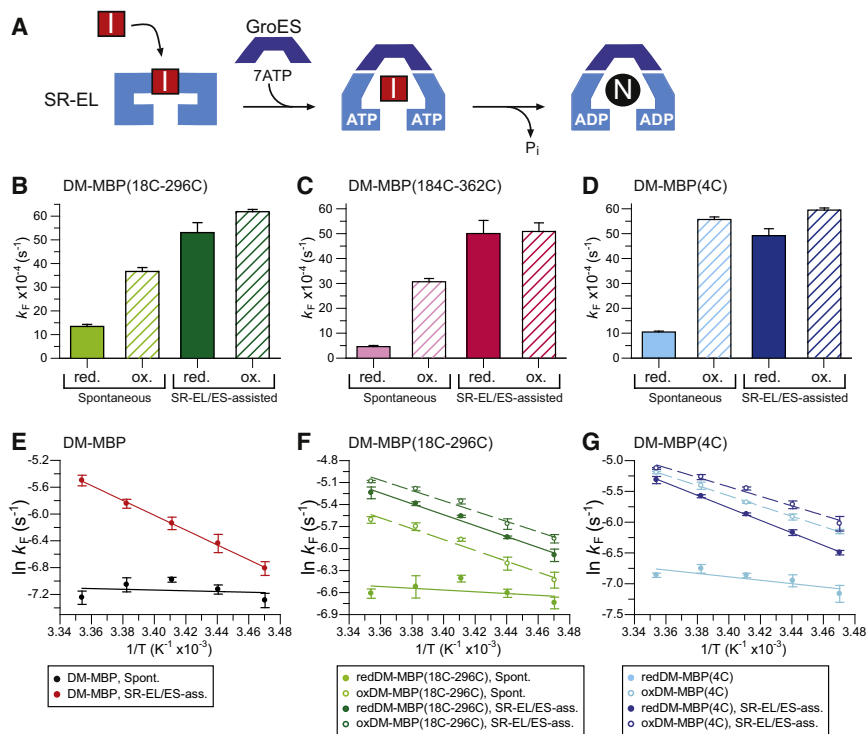 A
I
SR-EL
GroES
7ATP
I
ATP ATP
Pi
N
ADP ADP
B DM-MBP(18C-296C)
kF x10-4 (s-1)
60
50
40
30
20
10
0
red. ox. red. ox.
Spontaneous SR-EL/ES-assisted
C DM-MBP(184C-362C)
kF x10-4 (s-1)
60
50
40
30
20
10
0
red. ox. red. ox.
Spontaneous SR-EL/ES-assisted
D DM-MBP(4C)
kF x10-4 (s-1)
60
50
40
30
20
10
0
red. ox. red. ox.
Spontaneous SR-EL/ES-assisted
E DM-MBP
ln kF (s-1)
-5.2
-5.6
-6.0
-6.4
-6.8
-7.2
3.34 3.36 3.38 3.40 3.42 3.44 3.46 3.48
1/T (K-1 x10-3)
DM-MBP, Spont.
DM-MBP, SR-EL/ES-ass.
F DM-MBP(18C-296C)
ln kF (s-1)
-4.8
-5.1
-5.4
-5.7
-6.0
-6.3
-6.6
-6.9
3.34 3.36 3.38 3.40 3.42 3.44 3.46 3.48
1/T (K-1 x10-3)
redDM-MBP(18C-296C), Spont.
oxDM-MBP(18C-296C), Spont.
redDM-MBP(18C-296C), SR-EL/ES-ass.
oxDM-MBP(18C-296C), SR-EL/ES-ass.
G DM-MBP(4C)
ln kF (s-1)
-5.0
-5.5
-6.0
-6.5
-7.0
-7.5
3.34 3.36 3.38 3.40 3.42 3.44 3.46 3.48
1/T (K-1 x10-3)
redDM-MBP(4C)
oxDM-MBP(4C)
redDM-MBP(4C), SR-EL/ES-ass.
oxDM-MBP(4C), SR-EL/ES-ass.